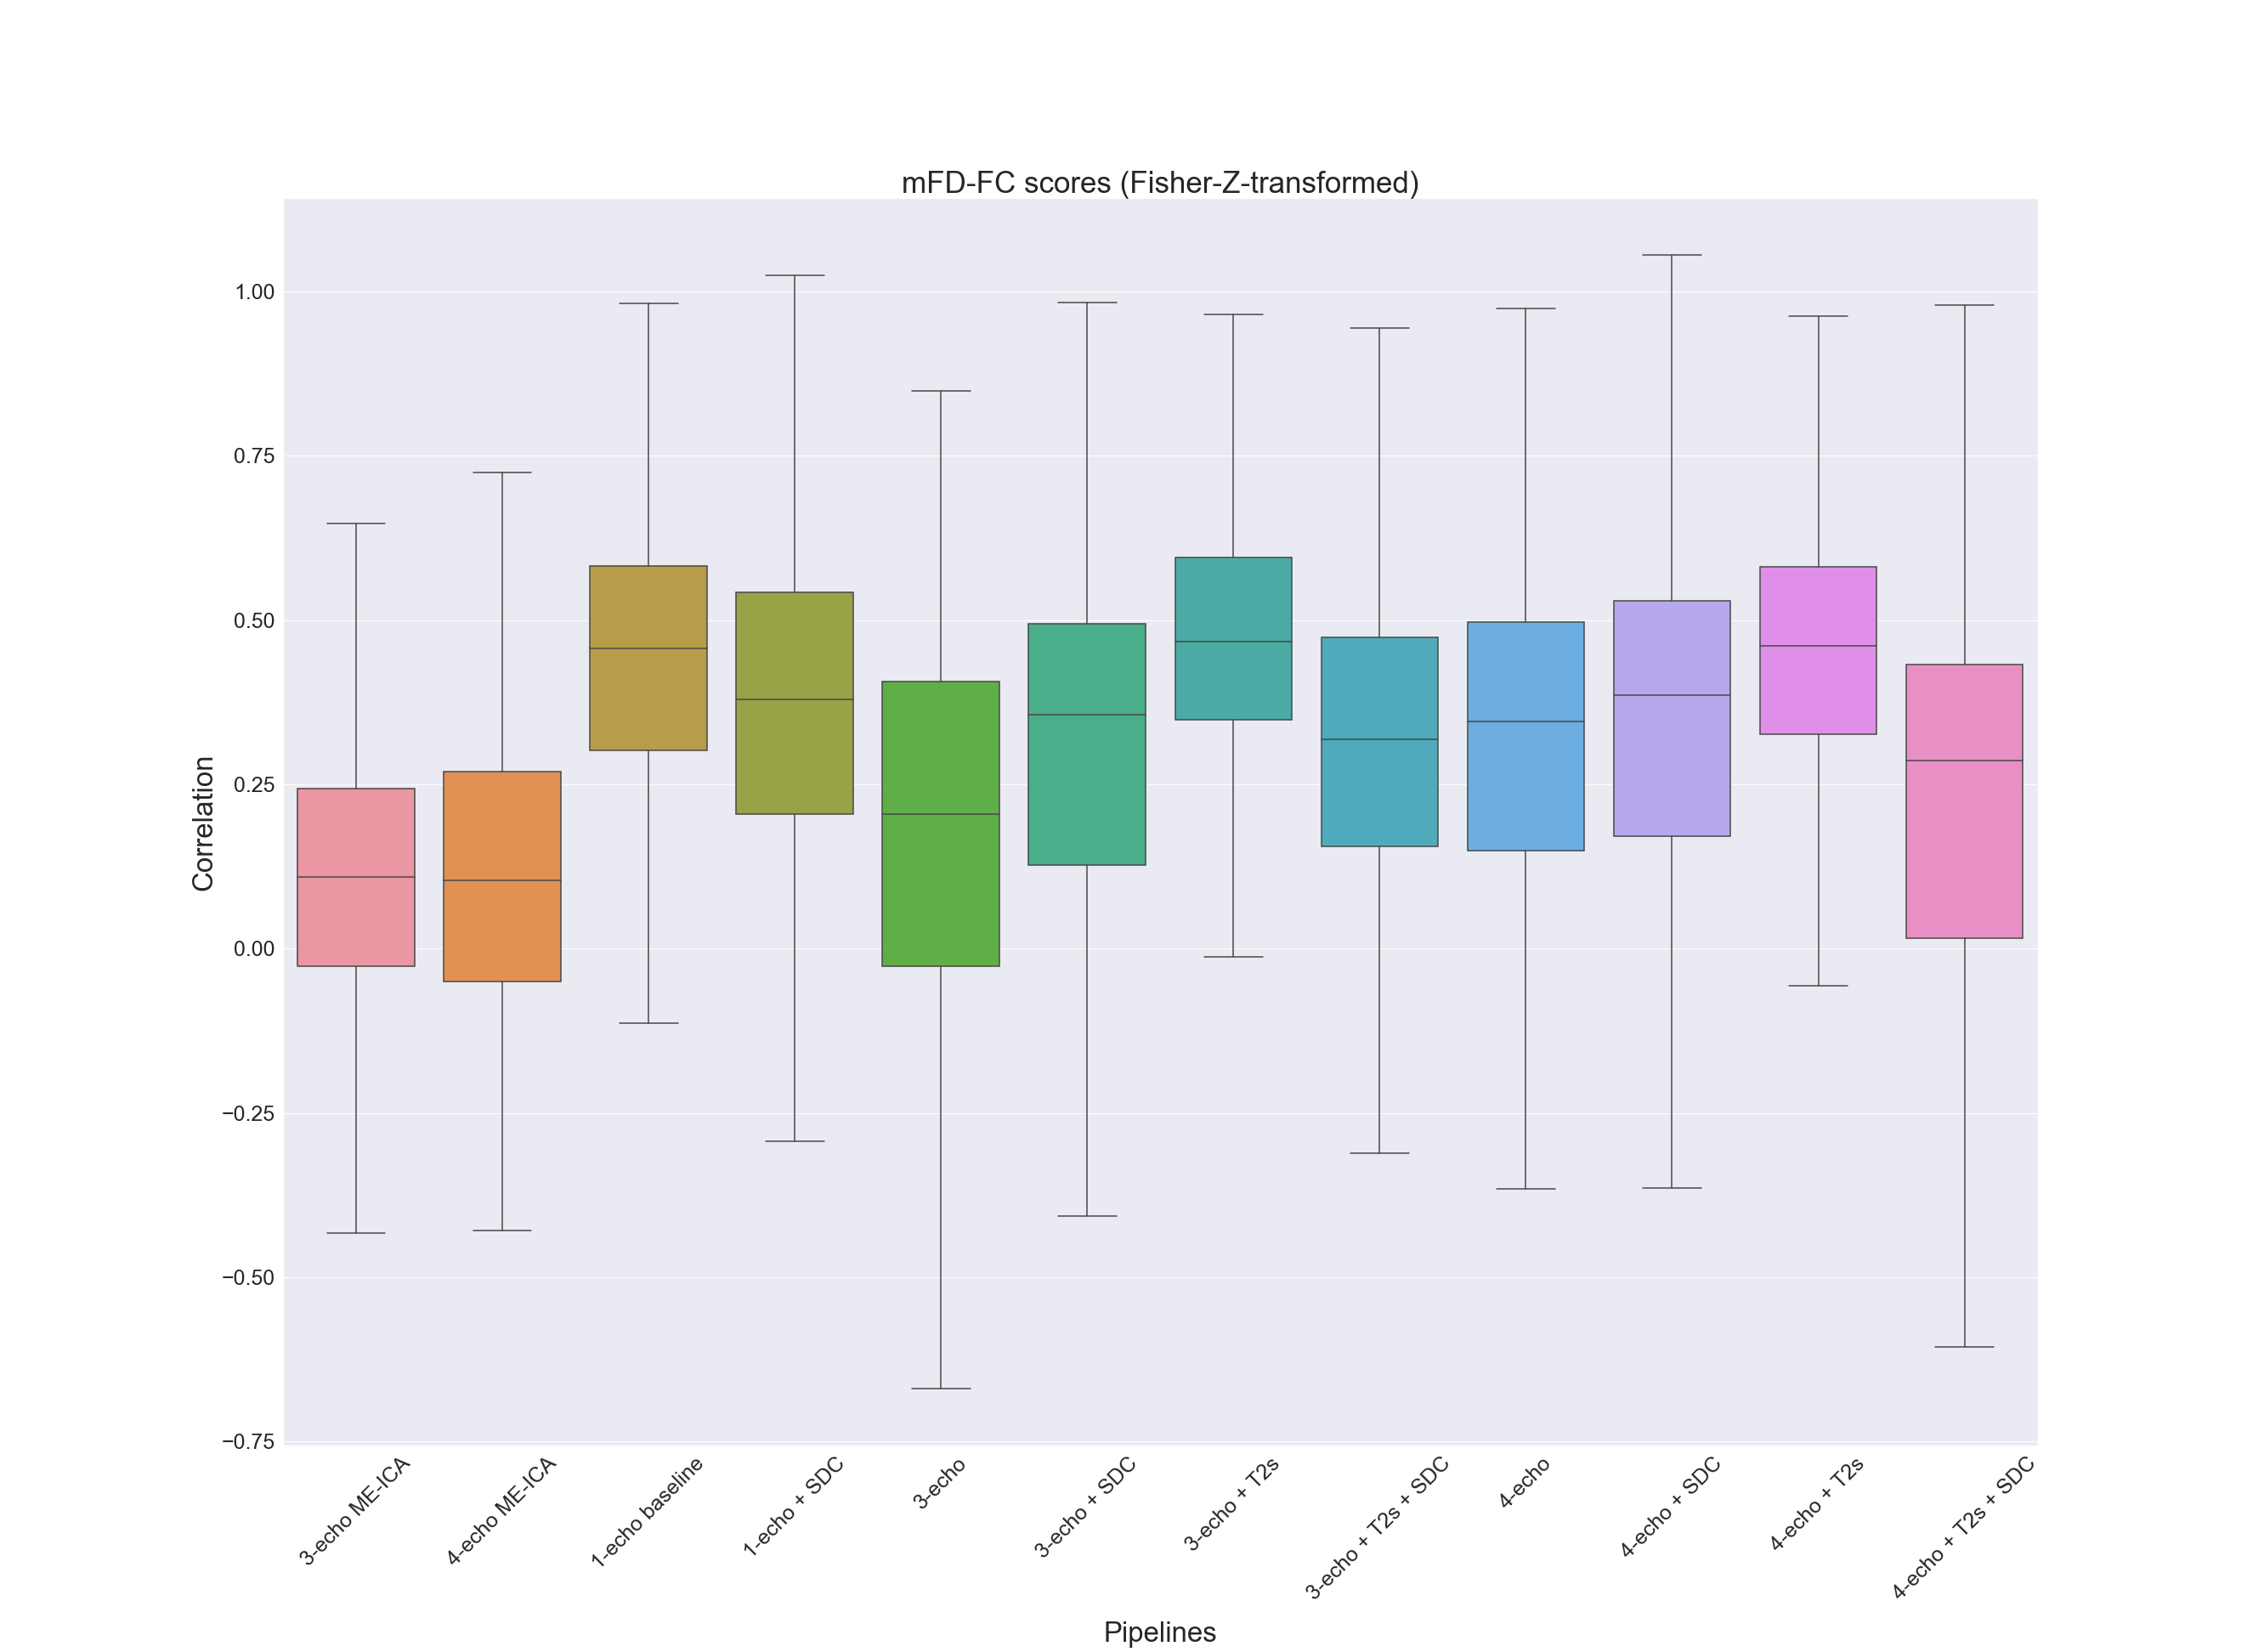 mFD-FC scores (Fisher-Z-transformed)
1.00
0.75
0.50
0.25
0.00
−0.25
−0.50
−0.75
Correlation
3-echo ME-ICA
4-echo ME-ICA
1-echo baseline
1-echo + SDC
3-echo
3-echo + SDC
3-echo + T2s
3-echo + T2s + SDC
4-echo
4-echo + SDC
4-echo + T2s
4-echo + T2s + SDC
Pipelines